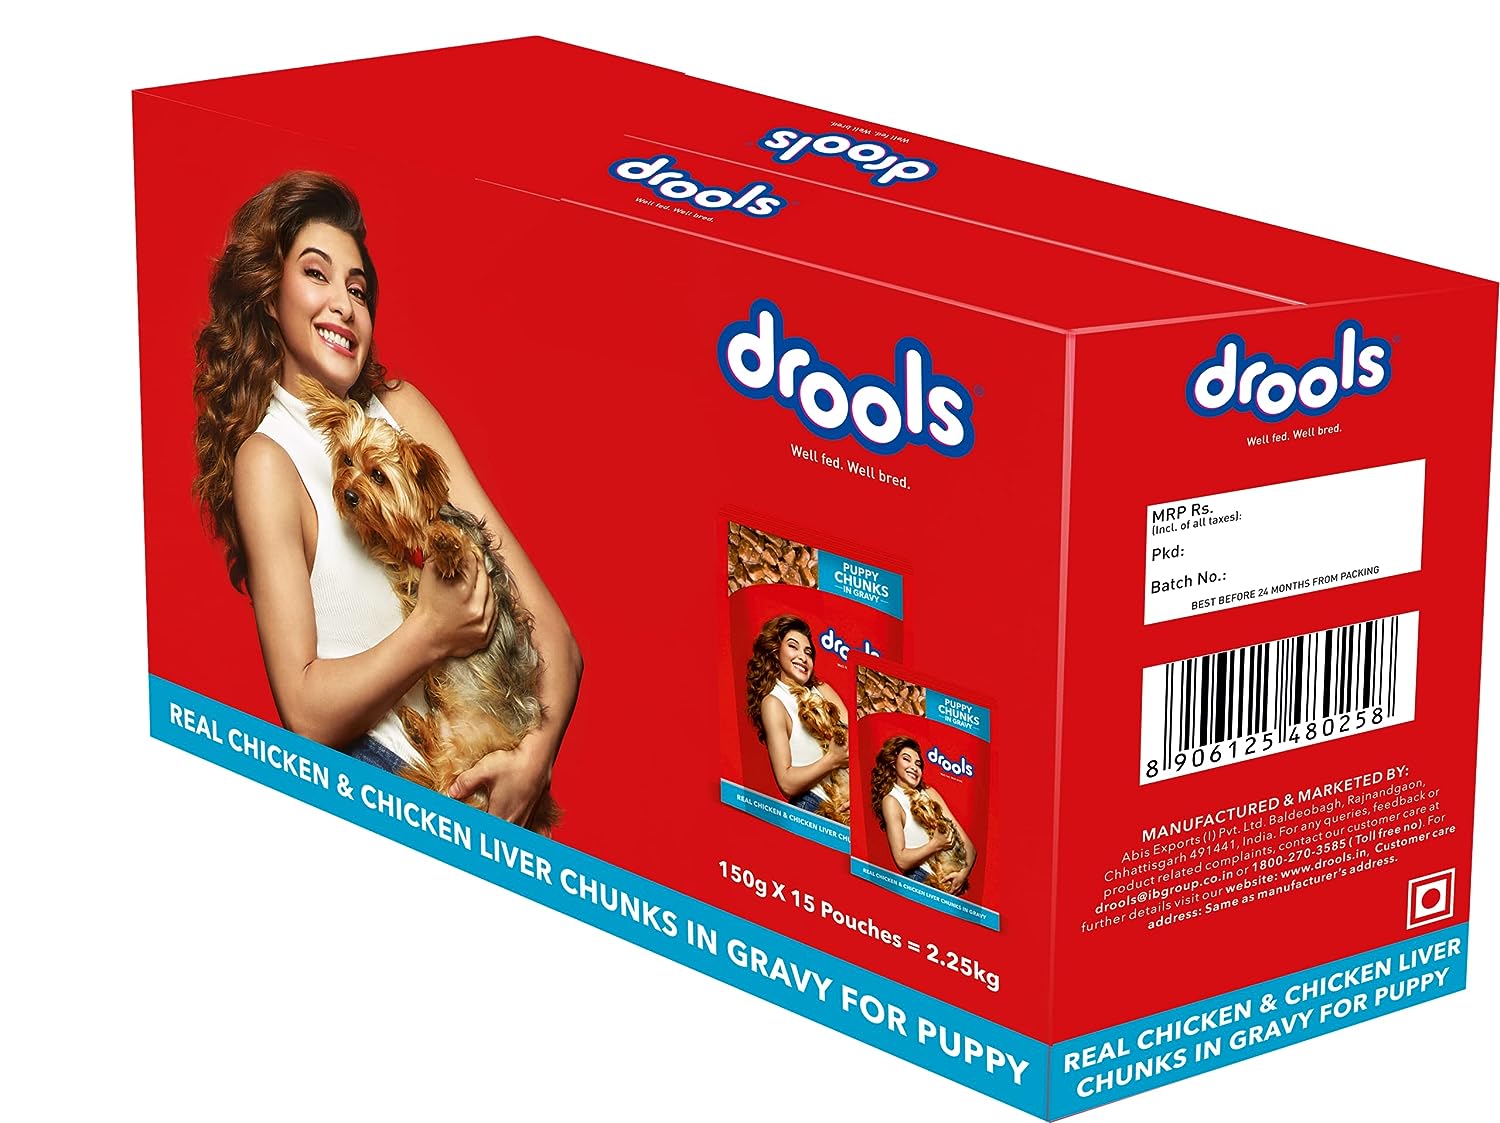 drools
Well fed. Well bred.
drools
Well fed. Well bred.
drools
Well fed. Well bred.
PUPPY
CHUNKS
IN GRAVY
drools
REAL CHICKEN & CHICKEN LIVER
PUPPY
CHUNKS
IN GRAVY
drools
REAL CHICKEN & CHICKEN LIVER CHUNKS IN GRAVY
150g X 15 Pouches = 2.25kg
REAL CHICKEN & CHICKEN LIVER CHUNKS IN GRAVY FOR PUPPY
drools
Well fed. Well bred.
MRP Rs.
(Incl. of all taxes):
Pkd:
Batch No.:
BEST BEFORE 24 MONTHS FROM PACKING
8 906125 480258
MANUFACTURED & MARKETED BY:
Abis Exports (I) Pvt. Ltd. Baldeobagh, Rajnandgaon,
Chhattisgarh 491441, India. For any queries, feedback or
product related complaints, contact our customer care at
drools@ibgroup.co.in or 1800-270-3585 ( Toll free no). For
further details visit our website: www.drools.in, Customer care
address: Same as manufacturer's address.
REAL CHICKEN & CHICKEN LIVER
CHUNKS IN GRAVY FOR PUPPY